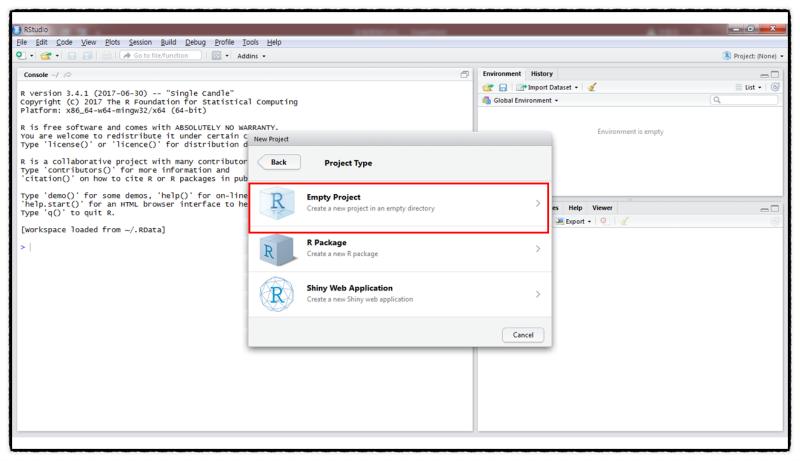 RStudio
File Edit Code View Plots Session Build Debug Profile Tools Help
Go to file/function Addins Project: (None)
Console ~/
R version 3.4.1 (2017-06-30) -- "Single Candle"
Copyright (C) 2017 The R Foundation for Statistical Computing
Platform: x86_64-w64-mingw32/x64 (64-bit)
R is free software and comes with ABSOLUTELY NO WARRANTY.
You are welcome to redistribute it under certain c
Type 'license()' or 'licence()' for distribution d
R is a collaborative project with many contributor
Type 'contributors()' for more information and
'citation()' on how to cite R or R packages in pub
Type 'demo()' for some demos, 'help()' for on-line
'help.start()' for an HTML browser interface to he
Type 'q()' to quit R.
[Workspace loaded from ~/.RData]
>
Environment History
Import Dataset List
Global Environment
Environment is empty
es Help Viewer
Export
New Project
Back Project Type
R
Empty Project
Create a new project in an empty directory
R
R Package
Create a new R package
R
Shiny Web Application
Create a new Shiny web application
Cancel